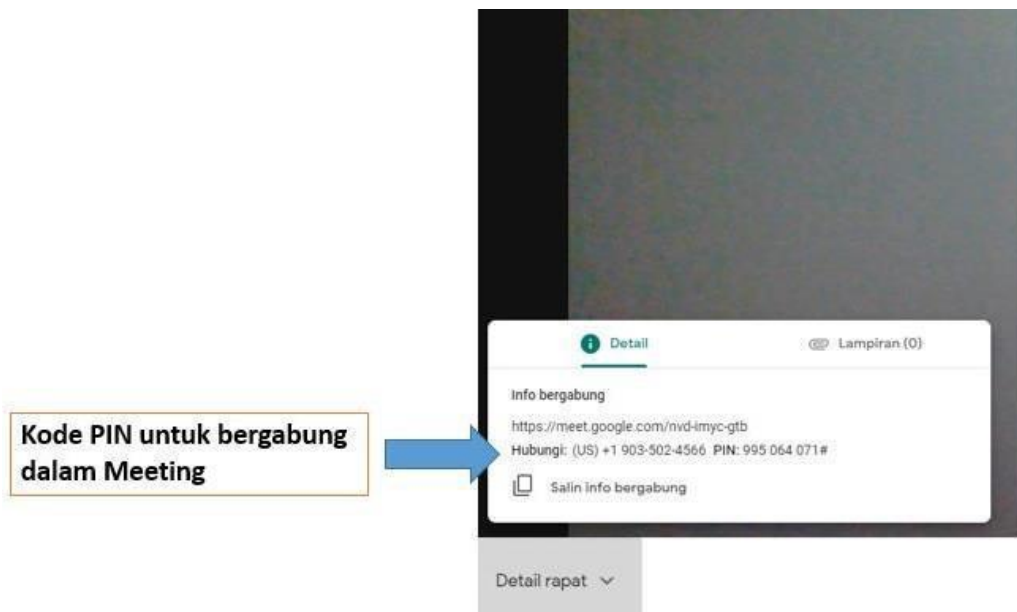 Detail
Lampiran (0)
Info bergabung
https://meet.google.com/nvd-imyc-gtb
Hubungi: (US) +1 903-502-4566 PIN: 995 064 071#
Salin info bergabung
Kode PIN untuk bergabung
dalam Meeting
Detail rapat